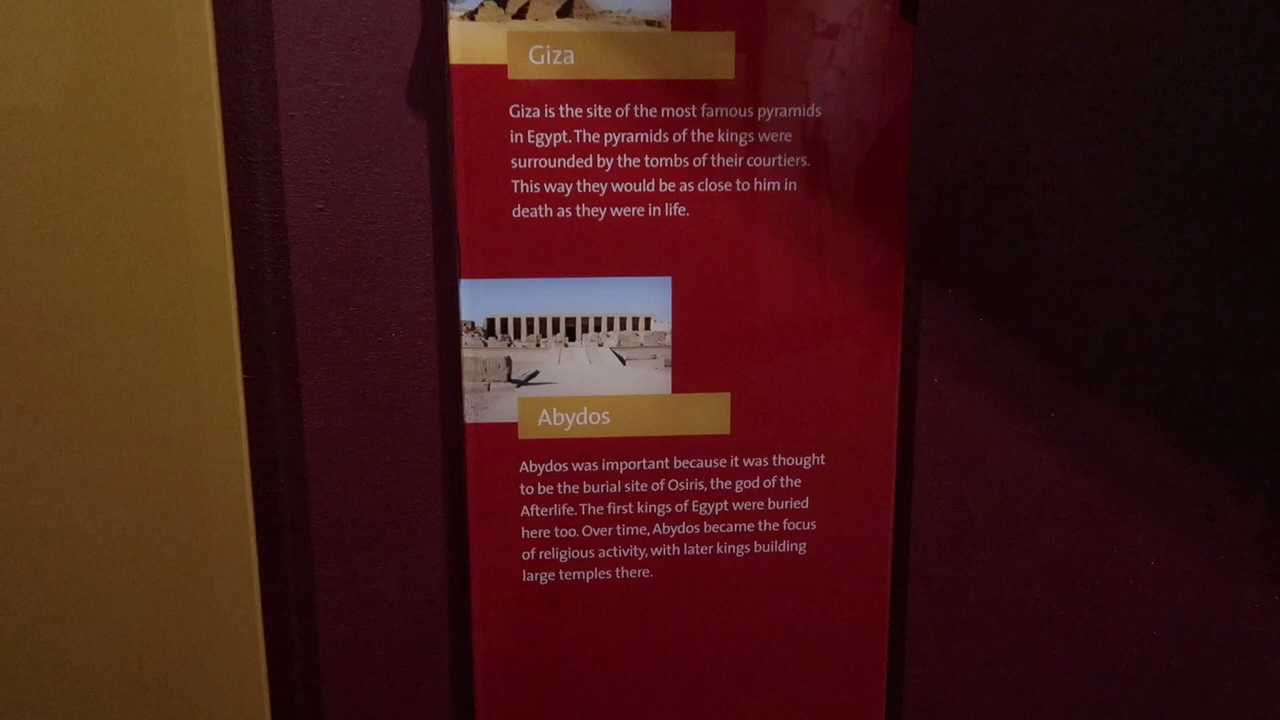 Giza
Giza is the site of the most famous pyramids
in Egypt. The pyramids of the kings were
surrounded by the tombs of their courtiers.
This way they would be as close to him in
death as they were in life.
Abydos
Abydos was important because it was thought
to be the burial site of Osiris, the god of the
Afterlife. The first kings of Egypt were buried
here too. Over time, Abydos became the focus
of religious activity, with later kings building
large temples there.